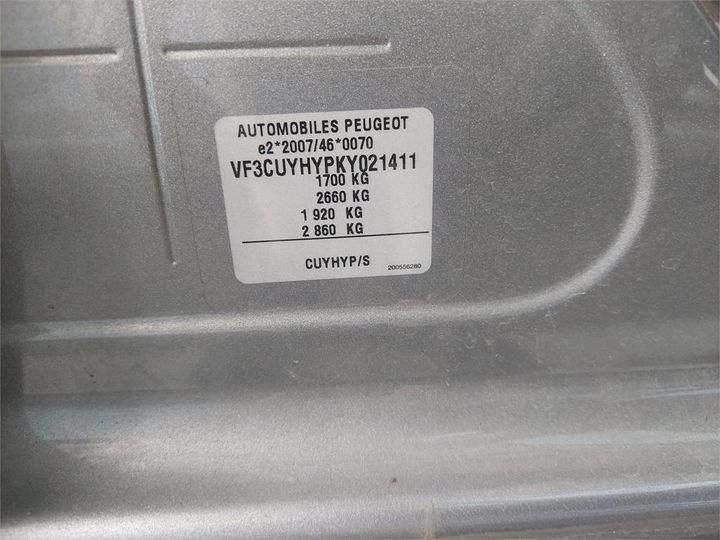 AUTOMOBILES PEUGEOT
e2*2007/46*0070
VF3CUYHYPKY021411
1700 KG
2660 KG
1 920 KG
2 860 KG
CUYHYP/S
200556280